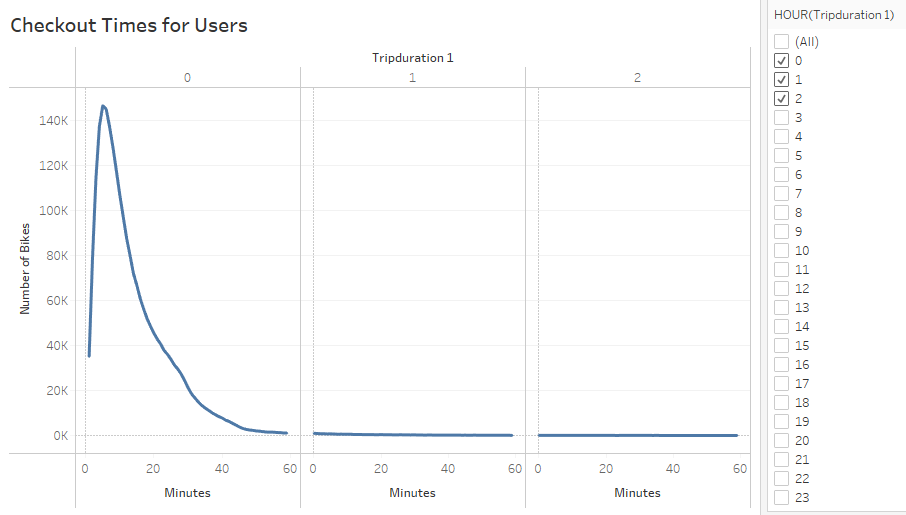 Checkout Times for Users
Tripduration 1
0 1 2
140K
120K
100K
80K
60K
40K
20K
0K
Number of Bikes
0 20 40 60 0 20 40 60 0 20 40 60
Minutes Minutes Minutes
HOUR(Tripduration 1)
(All)
0
1
2
3
4
5
6
7
8
9
10
11
12
13
14
15
16
17
18
19
20
21
22
23